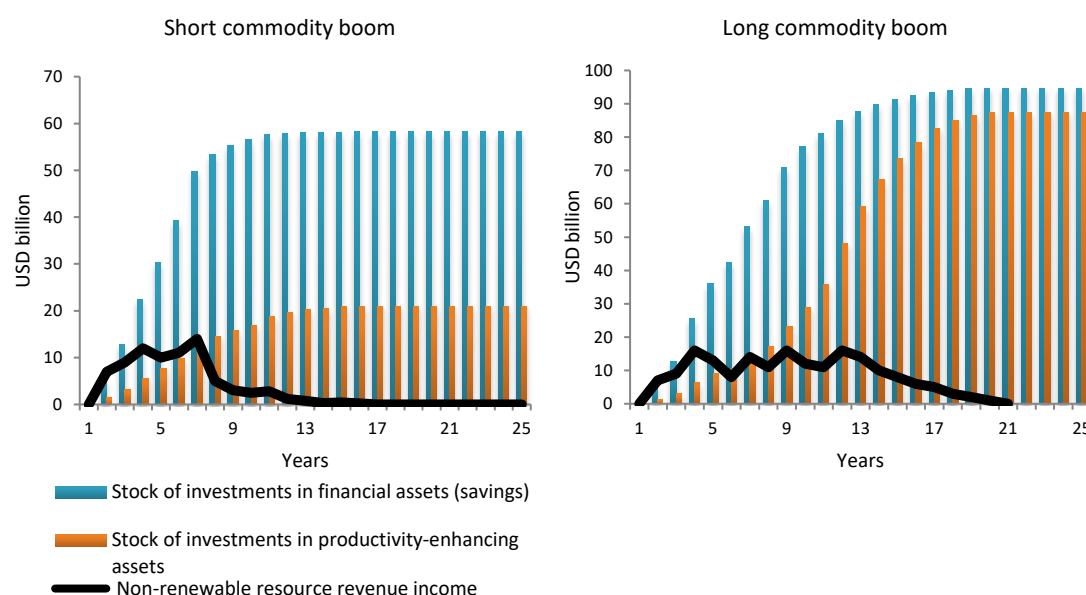 Short commodity boom
70
60
50
40
30
20
10
0
USD billion
1 5 9 13 17 21 25
Years
Long commodity boom
100
90
80
70
60
50
40
30
20
10
0
USD billion
1 5 9 13 17 21 25
Years
Stock of investments in financial assets (savings)
Stock of investments in productivity-enhancing
assets
Non-renewable resource revenue income